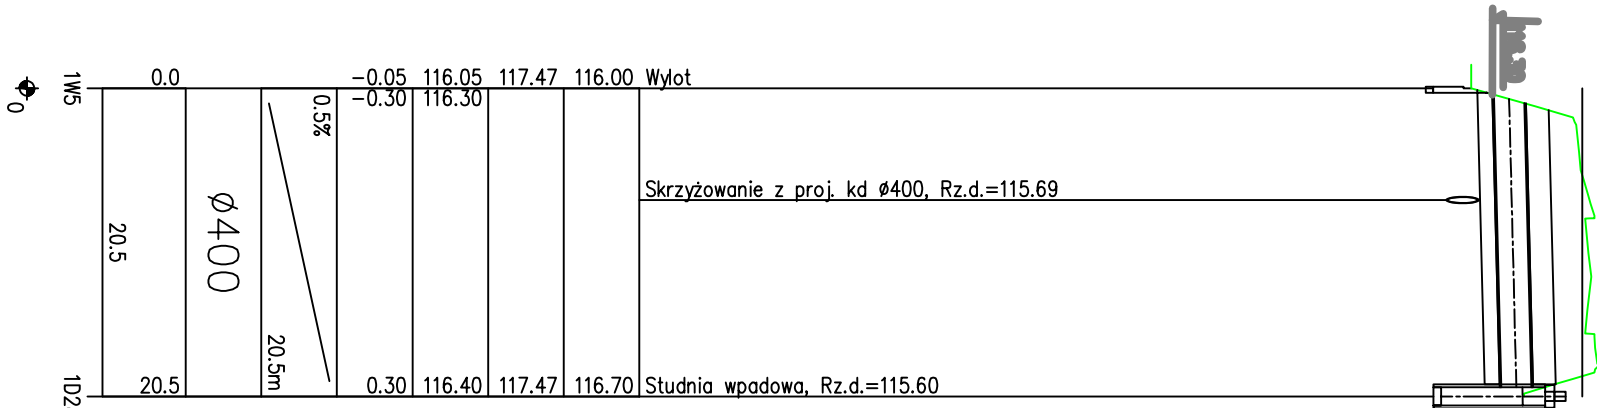 0
1W5
0.0
-0.05 116.05 117.47 116.00 Wylot
-0.30 116.30
0.5%
Skrzyżowanie z proj. kd ø400, Rz.d.=115.69
ø400
20.5
20.5m
1D2
20.5
0.30 116.40 117.47 116.70 Studnia wpadowa, Rz.d.=115.60